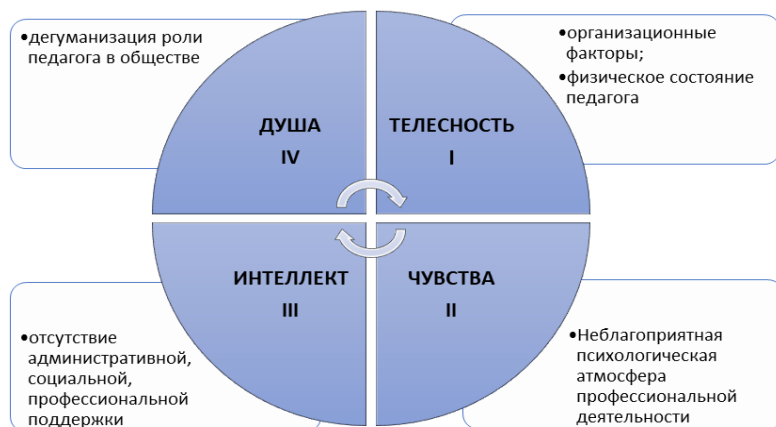 •дегуманизация роли
педагога в обществе
•организационные
факторы;
•физическое состояние
педагога
ДУША
IV
ТЕЛЕСНОСТЬ
I
ИНТЕЛЛЕКТ
III
ЧУВСТВА
II
•отсутствие
административной,
социальной,
профессиональной
поддержки
•Неблагоприятная
психологическая
атмосфера
профессиональной
деятельности